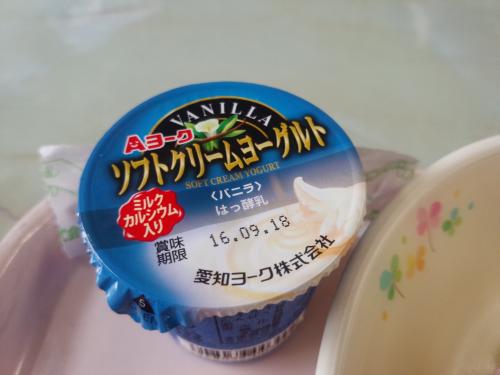 VANILLA
Aヨーク
ソフトクリームヨーグルト
SOFT CREAM YOGURT
〈バニラ〉
はっ酵乳
ミルク
カルシウム
入り
賞味
期限
16.09.18
愛知ヨーク株式会社